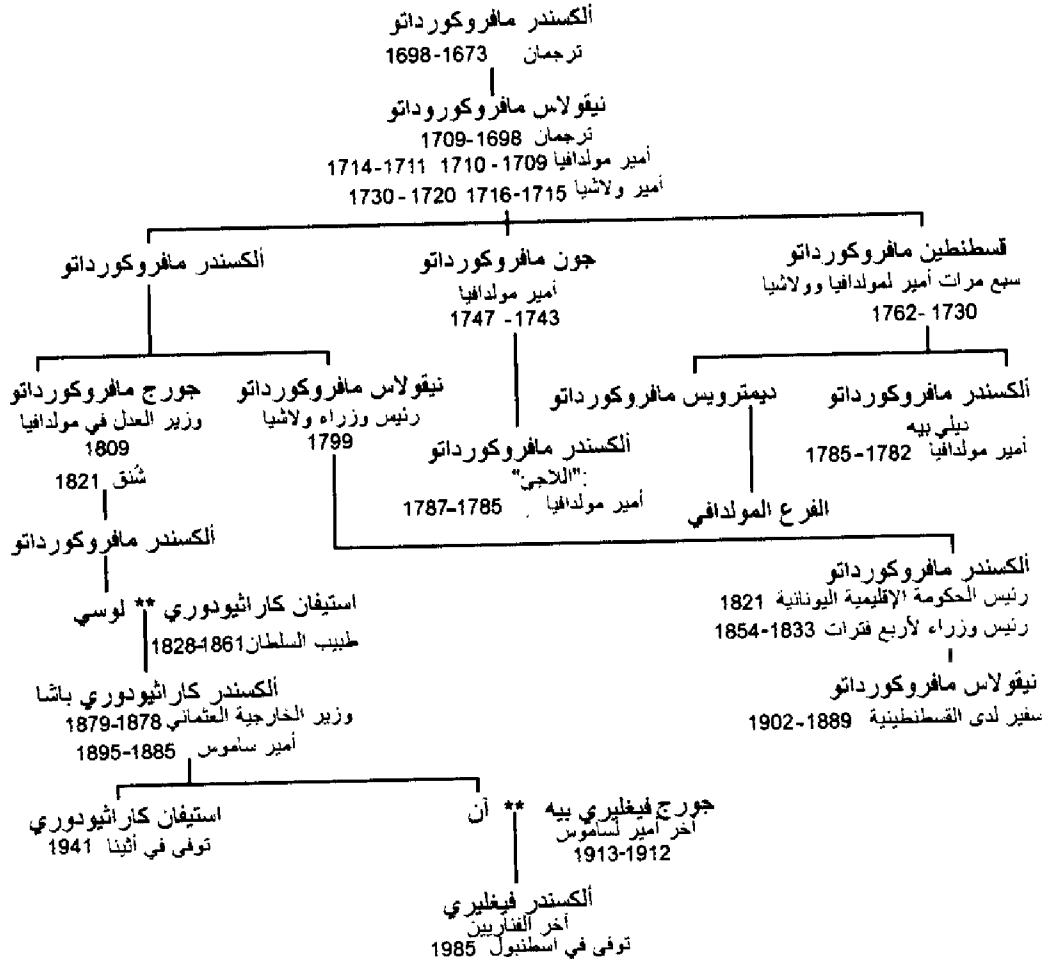 ألكسندر مافروكورداتو
ترجمان 1673-1698
نيقولاس مافروكوروداتو
ترجمان 1698-1709
أمير مولدافيا 1709-1710 1711-1714
أمير ولاشيا 1715-1716 1720-1730
قسطنطين مافروكورداتو
سبع مرات أمير لمولدافيا وولاشيا
1730-1762
جون مافروكورداتو
أمير مولدافيا
1743-1747
ألكسندر مافروكورداتو
ألكسندر مافروكورداتو
ديلي بيه
أمير مولدافيا 1782-1785
ديمترويس مافروكورداتو
الفرع المولدافي
ألكسندر مافروكورداتو
"اللاجئ":
أمير مولدافيا 1785-1787
نيقولاس مافروكورداتو
رئيس وزراء ولاشيا
1799
جورج مافروكورداتو
وزير العدل في مولدافيا
1809
شُنق 1821
ألكسندر مافروكورداتو
ألكسندر مافروكورداتو
رئيس الحكومة الإقليمية اليونانية 1821
رئيس وزراء لأربع فترات 1833-1854
نيقولاس مافروكورداتو
سفير لدى القسطنطينية 1889-1902
استيفان كاراثيودوري ** لوسي
طبيب السلطان 1861-1828
ألكسندر كاراثيودوري باشا
وزير الخارجية العثماني 1878-1879
أمير ساموس 1885-1895
جورج فيغليري بيه ** آن
آخر أمير لساموس
1912-1913
استيفان كاراثيودوري
توفى في أثينا 1941
ألكسندر فيغليري
آخر الفناريين
توفى في اسطنبول 1985